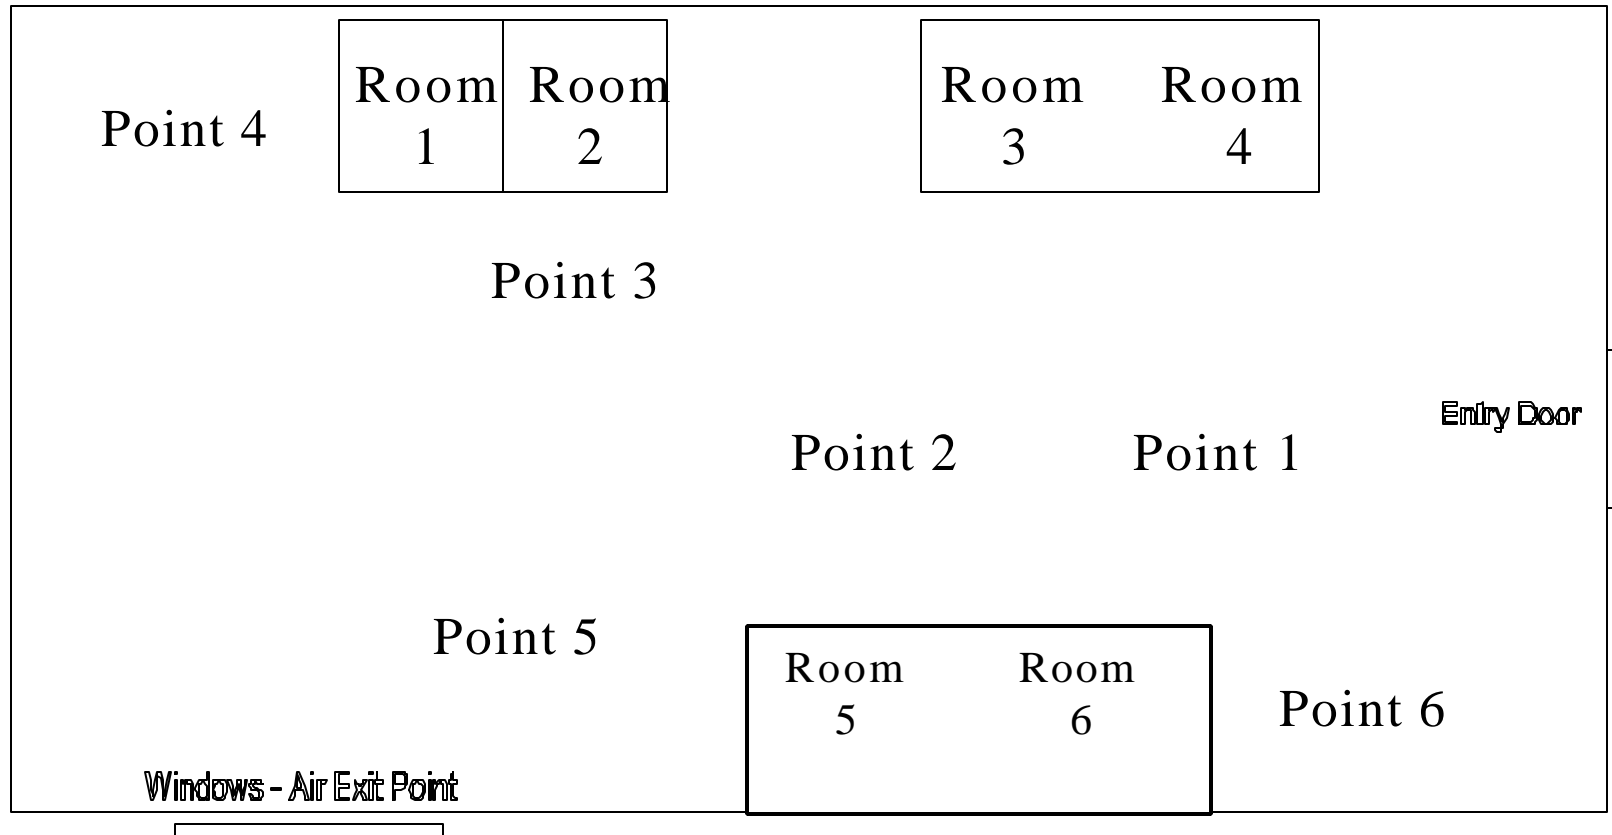 Room
1
Room
2
Room
3
Room
4
Point 4
Point 3
Entry Door
Point 2
Point 1
Point 5
Room
5
Room
6
Point 6
Windows - Air Exit Point